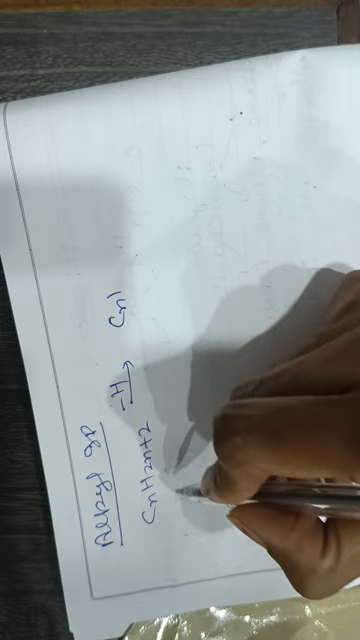 Alkyl gp
CnH2n+2 -H → CnH